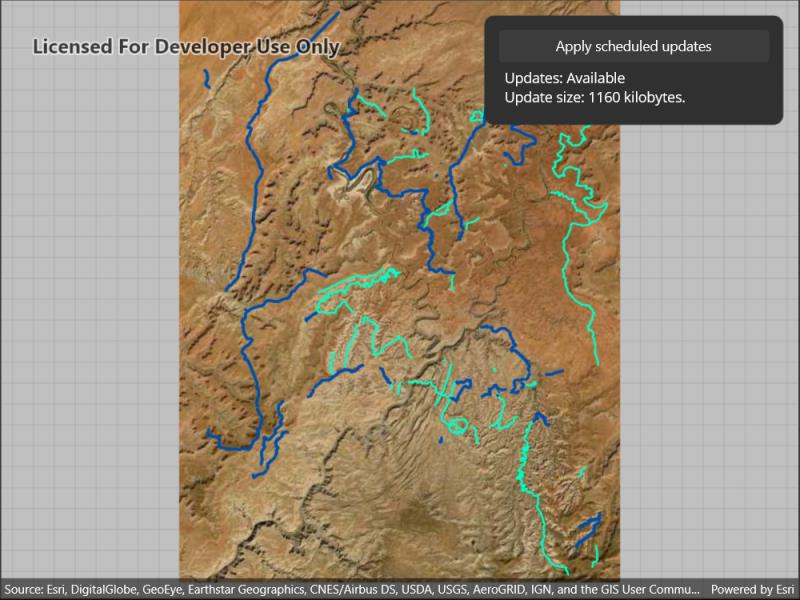 Licensed For Developer Use Only
Apply scheduled updates
Updates: Available
Update size: 1160 kilobytes.
Source: Esri, DigitalGlobe, GeoEye, Earthstar Geographics, CNES/Airbus DS, USDA, USGS, AeroGRID, IGN, and the GIS User Commu... Powered by Esri